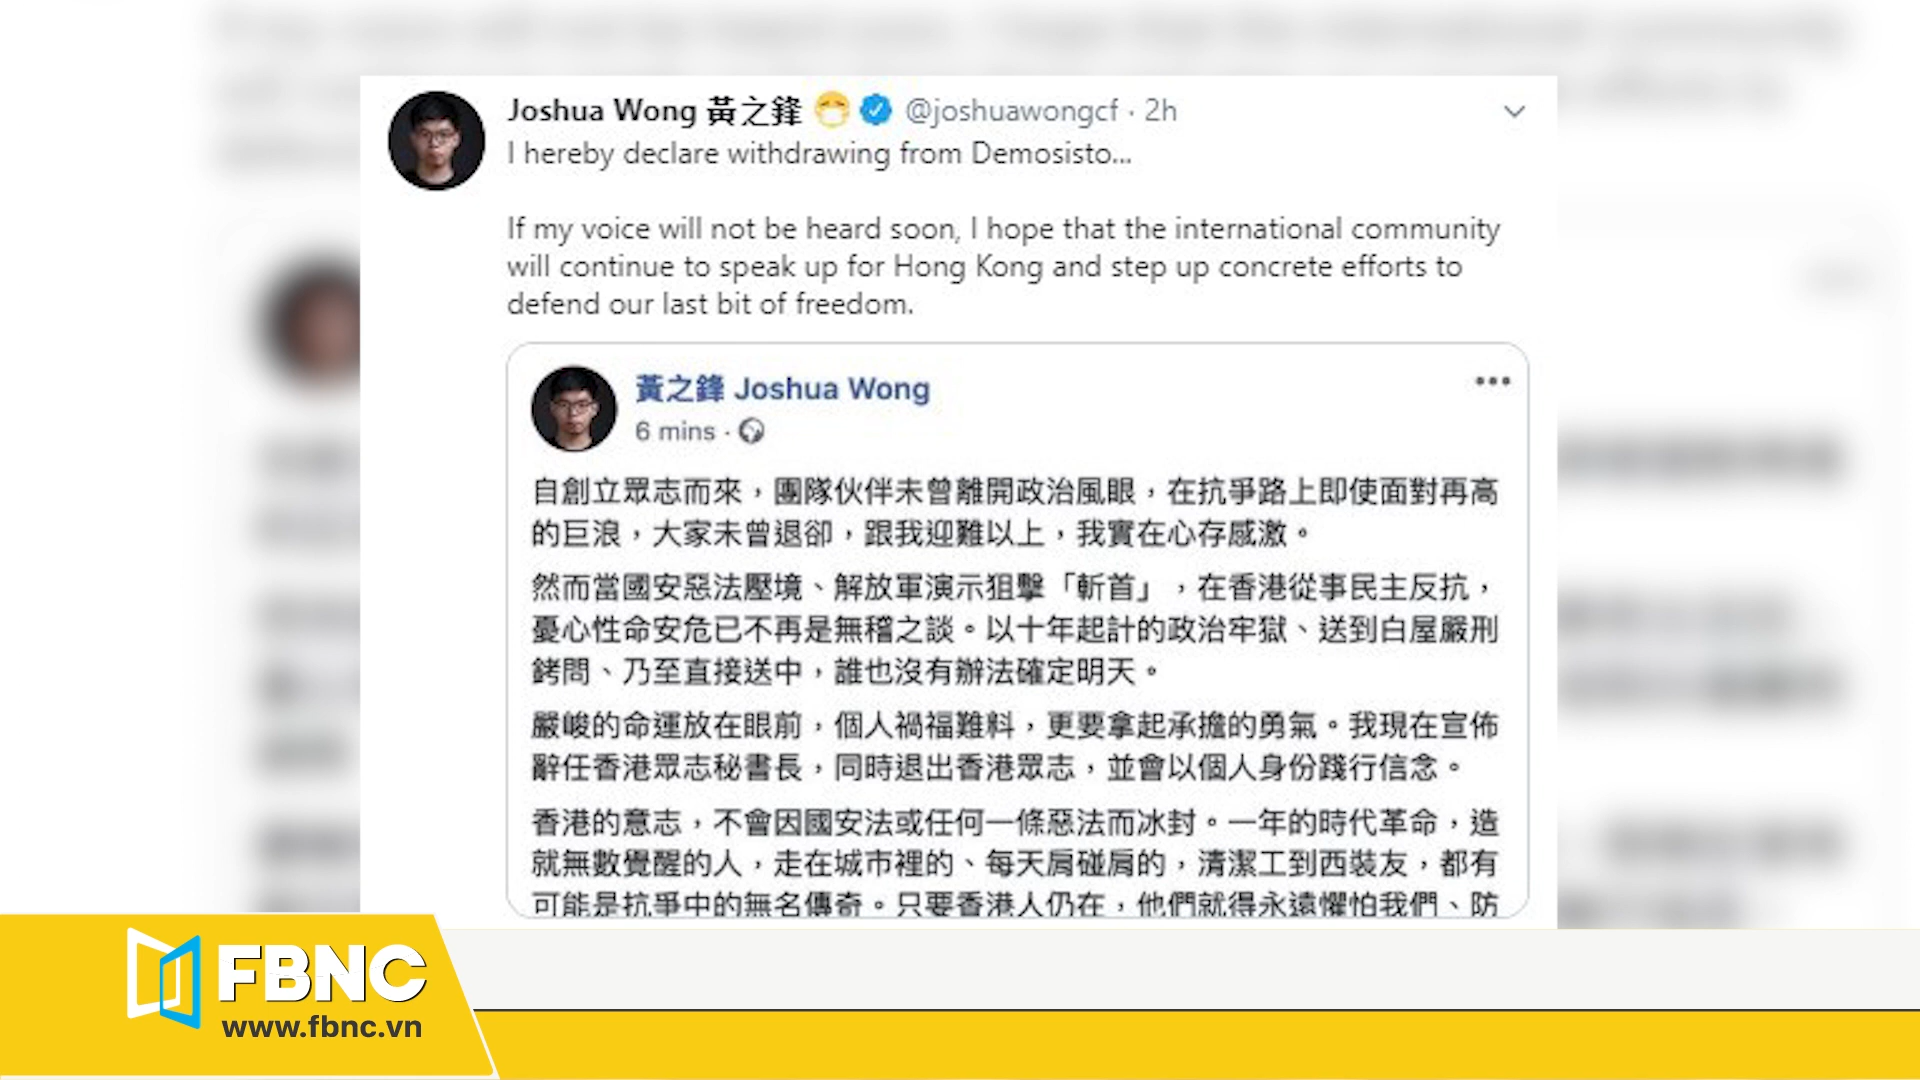 Joshua Wong 黃之鋒 😷 @joshuawongcf · 2h
I hereby declare withdrawing from Demosisto...
If my voice will not be heard soon, I hope that the international community
will continue to speak up for Hong Kong and step up concrete efforts to
defend our last bit of freedom.
黃之鋒 Joshua Wong
6 mins ·
自創立眾志而來，團隊伙伴未曾離開政治風眼，在抗爭路上即使面對再高
的巨浪，大家未曾退卻，跟我迎難以上，我實在心存感激。
然而當國安惡法壓境、解放軍演示狙擊「斬首」，在香港從事民主反抗，
憂心性命安危已不再是無稽之談。以十年起計的政治牢獄、送到白屋嚴刑
銬問、乃至直接送中，誰也沒有辦法確定明天。
嚴峻的命運放在眼前，個人禍福難料，更要拿起承擔的勇氣。我現在宣佈
辭任香港眾志秘書長，同時退出香港眾志，並會以個人身份踐行信念。
香港的意志，不會因國安法或任何一條惡法而冰封。一年的時代革命，造
就無數覺醒的人，走在城市裡的、每天肩碰肩的，清潔工到西裝友，都有
可能是抗爭中的無名傳奇。只要香港人仍在，他們就得永遠懼怕我們、防
FBNC
www.fbnc.vn